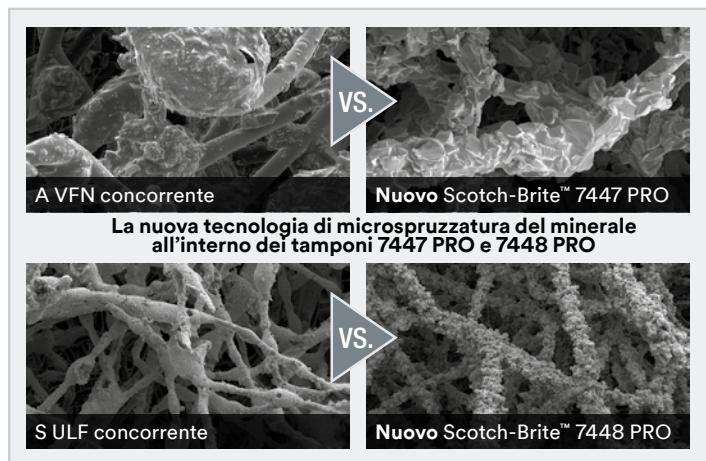 VS.
A VFN concorrente
Nuovo Scotch-Brite™ 7447 PRO
La nuova tecnologia di microspruzzatura del minerale
all'interno dei tamponi 7447 PRO e 7448 PRO
VS.
S ULF concorrente
Nuovo Scotch-Brite™ 7448 PRO